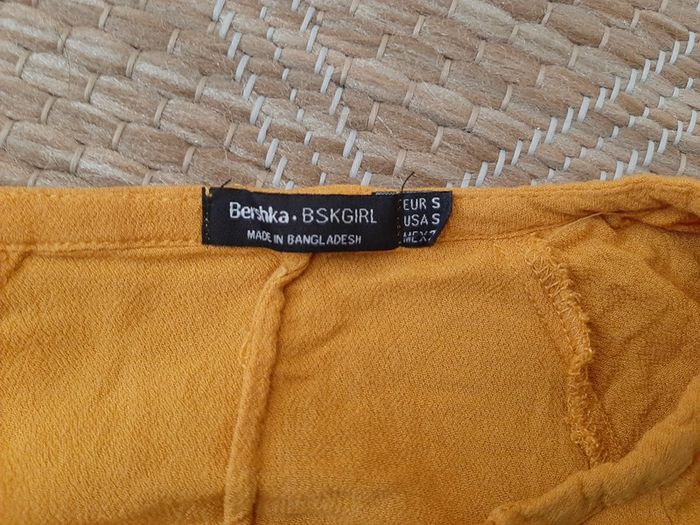 Bershka • BSKGIRL
MADE IN BANGLADESH
EUR S
USA S
MEX 7